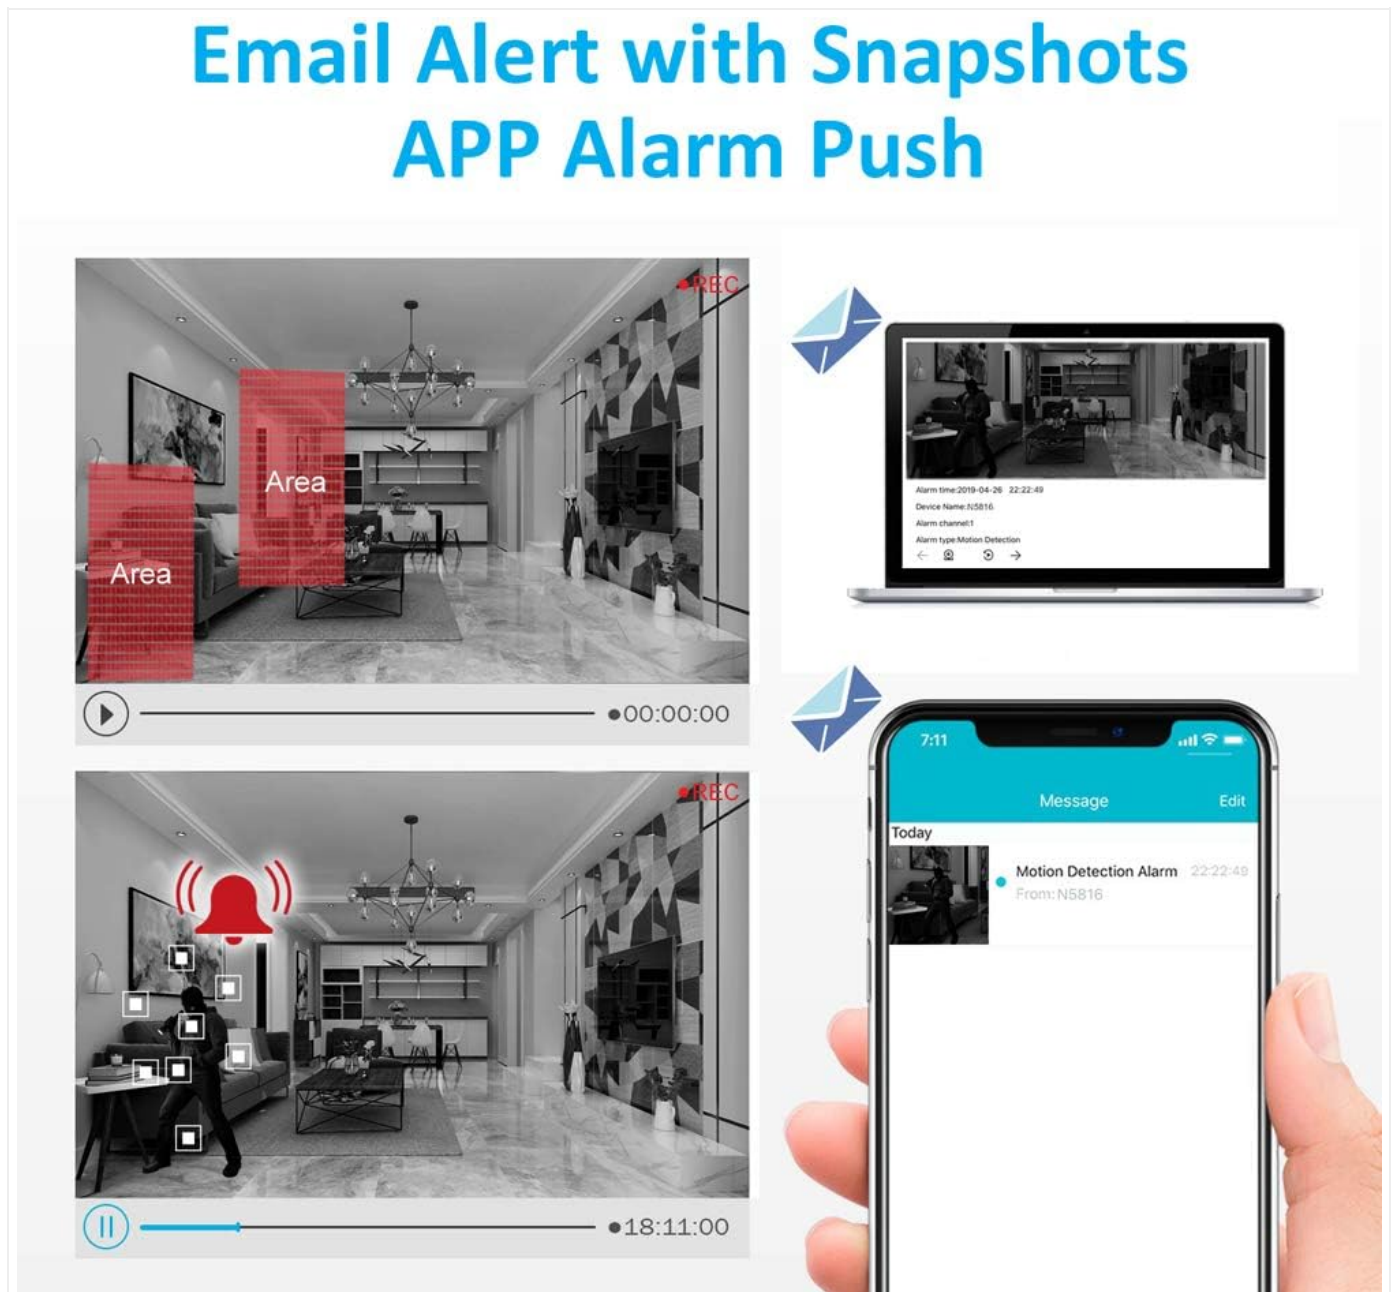 Email Alert with Snapshots
APP Alarm Push
REC
Area
Area
00:00:00
REC
18:11:00
Alarm time:2019-04-26 22:22:49
Device Name:N5816
Alarm channel:1
Alarm type:Motion Detection
7:11
Message Edit
Today
Motion Detection Alarm 22:22:49
From: N5816